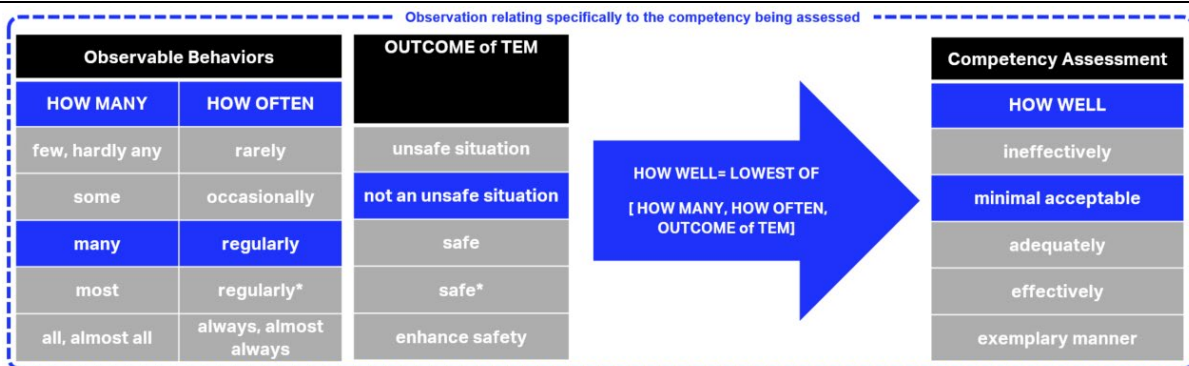 Observation relating specifically to the competency being assessed
Observable Behaviors
HOW MANY HOW OFTEN
few, hardly any rarely
some occasionally
many regularly
most regularly*
all, almost all always, almost
always
OUTCOME of TEM
unsafe situation
not an unsafe situation
safe
safe*
enhance safety
HOW WELL= LOWEST OF
[ HOW MANY, HOW OFTEN,
OUTCOME of TEM]
Competency Assessment
HOW WELL
ineffectively
minimal acceptable
adequately
effectively
exemplary manner